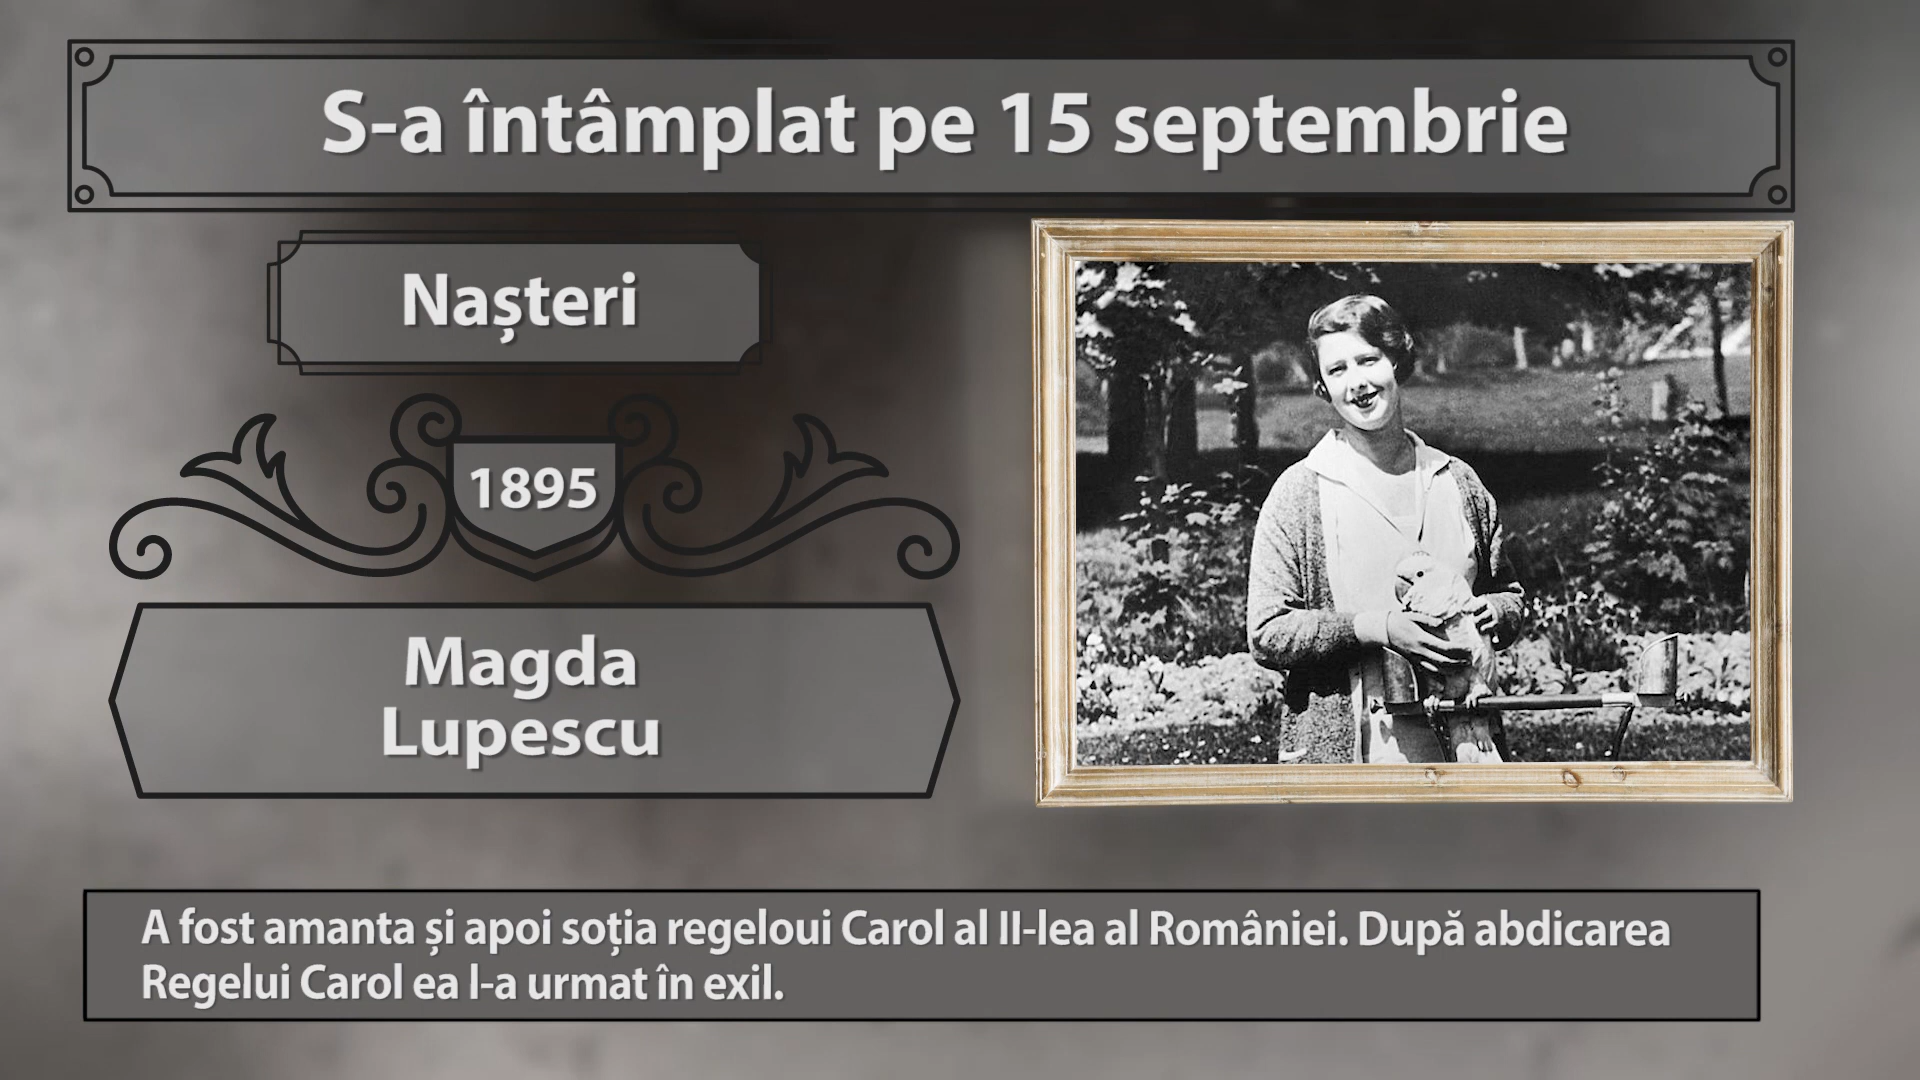 S-a întâmplat pe 15 septembrie
Nașteri
1895
Magda
Lupescu
A fost amanta și apoi soția regeloui Carol al II-lea al României. După abdicarea
Regelui Carol ea l-a urmat în exil.